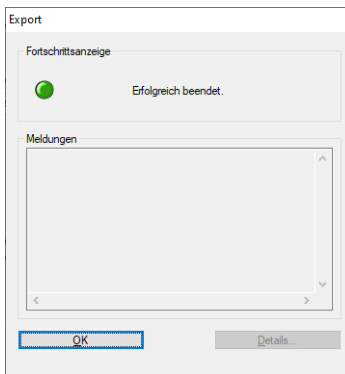 Export
Fortschrittsanzeige
Erfolgreich beendet.
Meldungen
OK
Details...